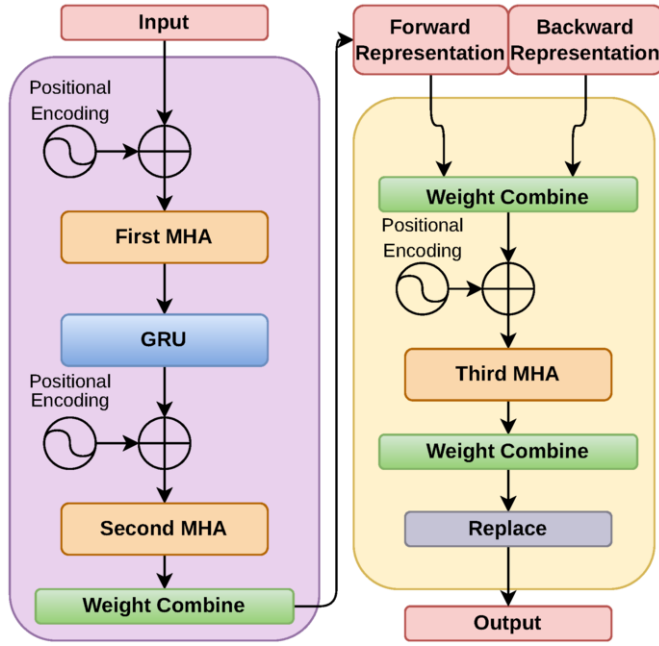 Input
Positional
Encoding
First MHA
GRU
Positional
Encoding
Second MHA
Weight Combine
Forward
Representation
Backward
Representation
Weight Combine
Positional
Encoding
Third MHA
Weight Combine
Replace
Output